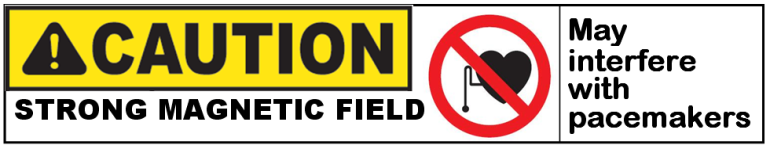 CAUTION
STRONG MAGNETIC FIELD
May
interfere
with
pacemakers